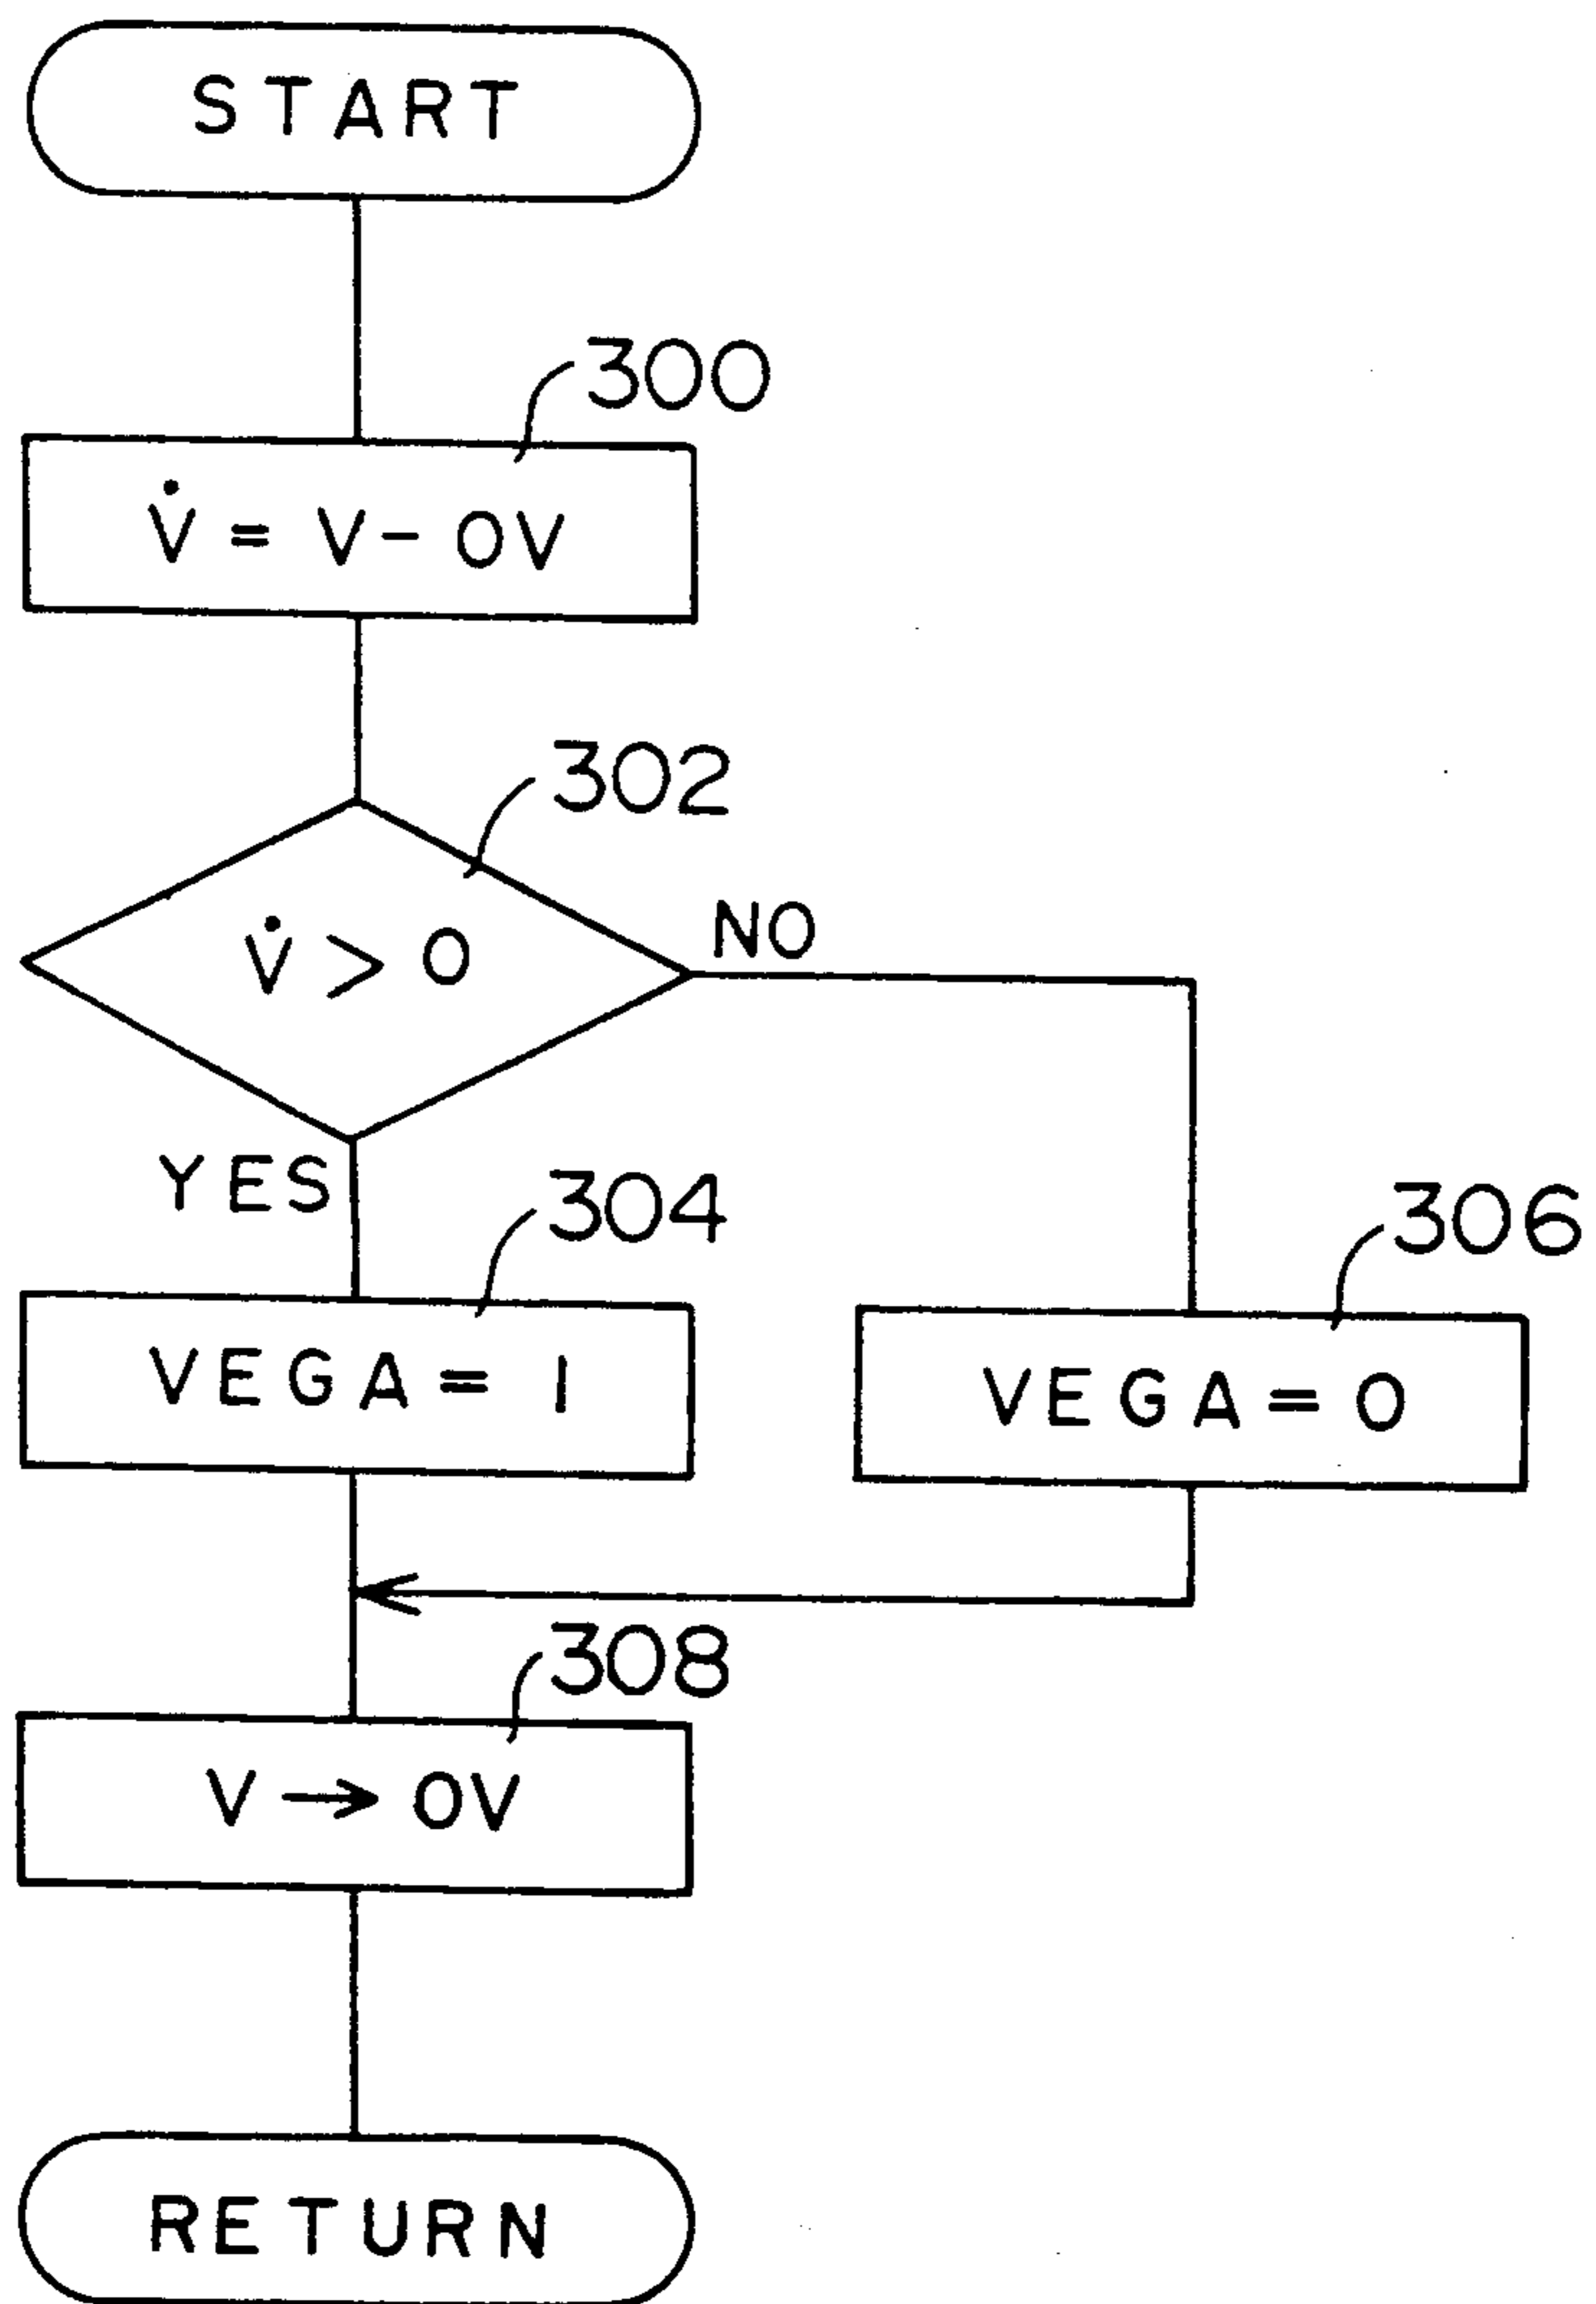 START
300
V̇ = V - OV
302
V̇ > 0
NO
YES
304
306
VEGA = 1
VEGA = 0
308
V → OV
RETURN